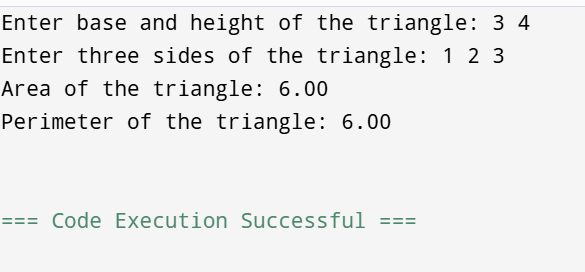 Enter base and height of the triangle: 3 4
Enter three sides of the triangle: 1 2 3
Area of the triangle: 6.00
Perimeter of the triangle: 6.00
=== Code Execution Successful ===